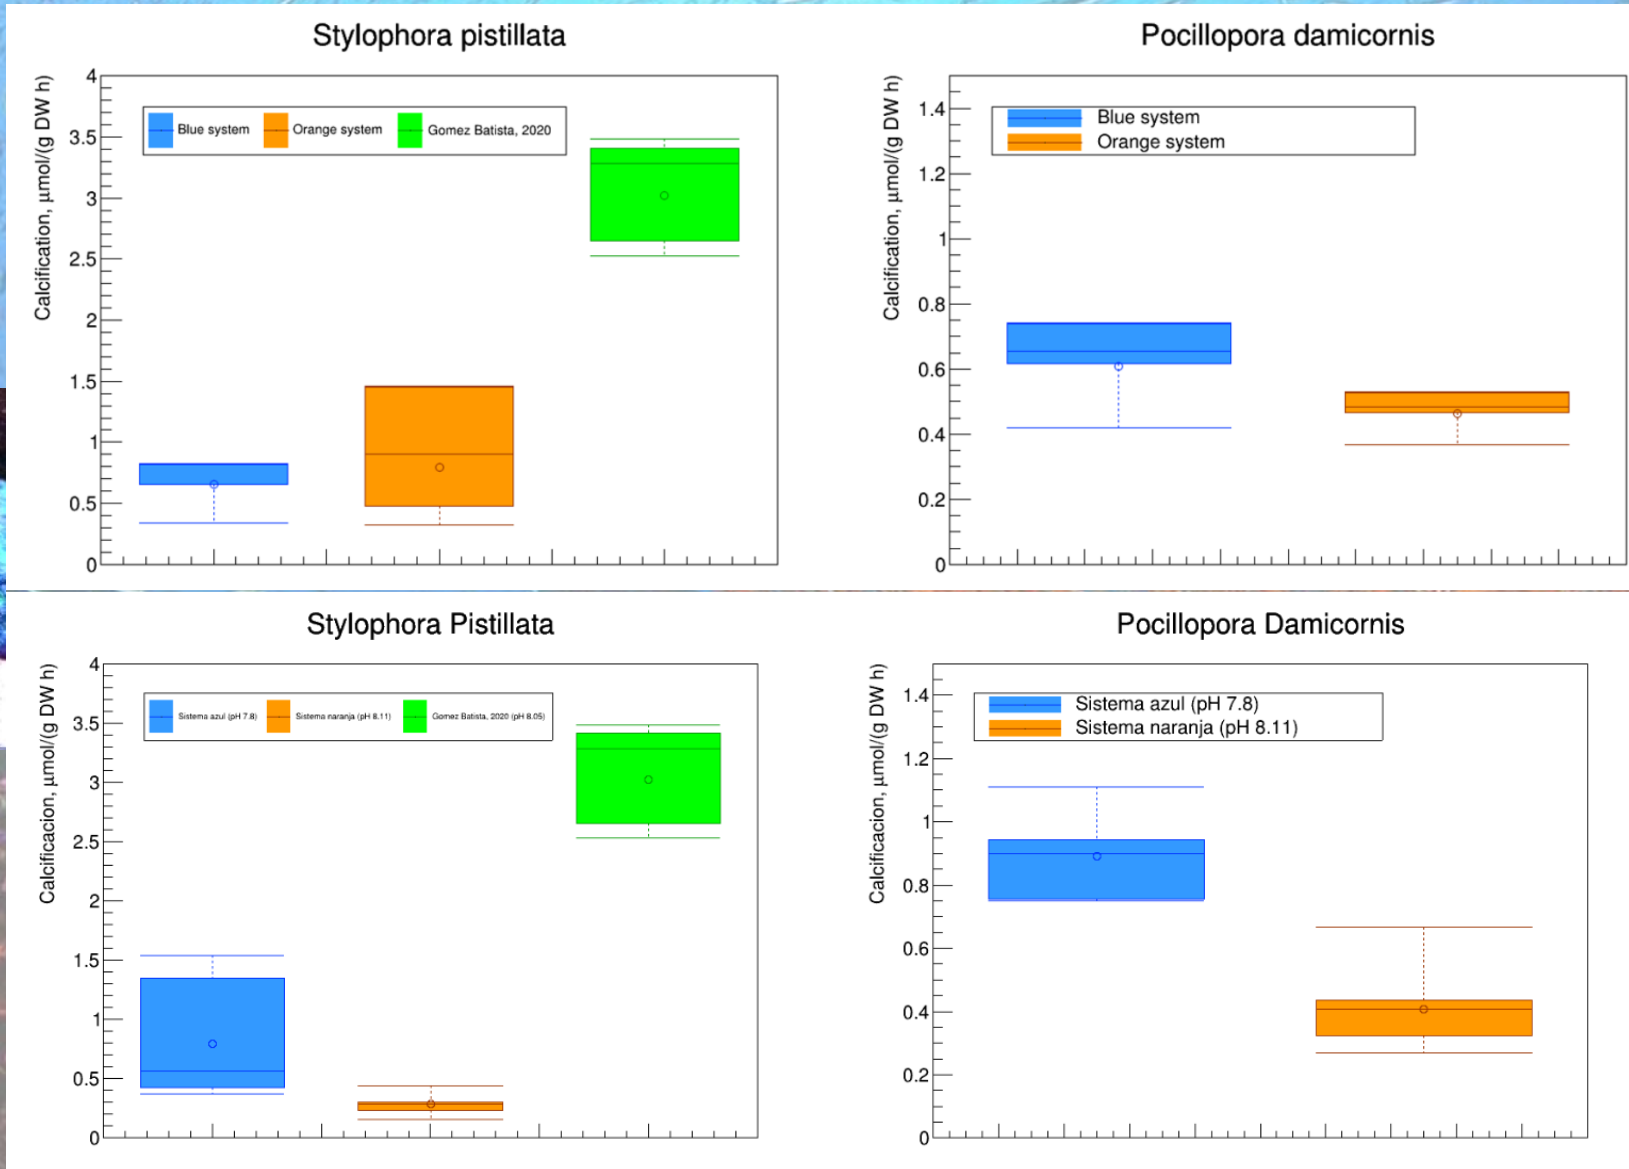 Stylophora pistillata
Calcification, μmol/(g DW h)
Blue system Orange system Gomez Batista, 2020
4
3.5
3
2.5
2
1.5
1
0.5
0
Pocillopora damicornis
Calcification, μmol/(g DW h)
Blue system
Orange system
1.4
1.2
1
0.8
0.6
0.4
0.2
0
Stylophora Pistillata
Calcificacion, μmol/(g DW h)
Sistema azul (pH 7.8) Sistema naranja (pH 8.11) Gomez Batista, 2020 (pH 8.05)
4
3.5
3
2.5
2
1.5
1
0.5
0
Pocillopora Damicornis
Calcificacion, μmol/(g DW h)
Sistema azul (pH 7.8)
Sistema naranja (pH 8.11)
1.4
1.2
1
0.8
0.6
0.4
0.2
0